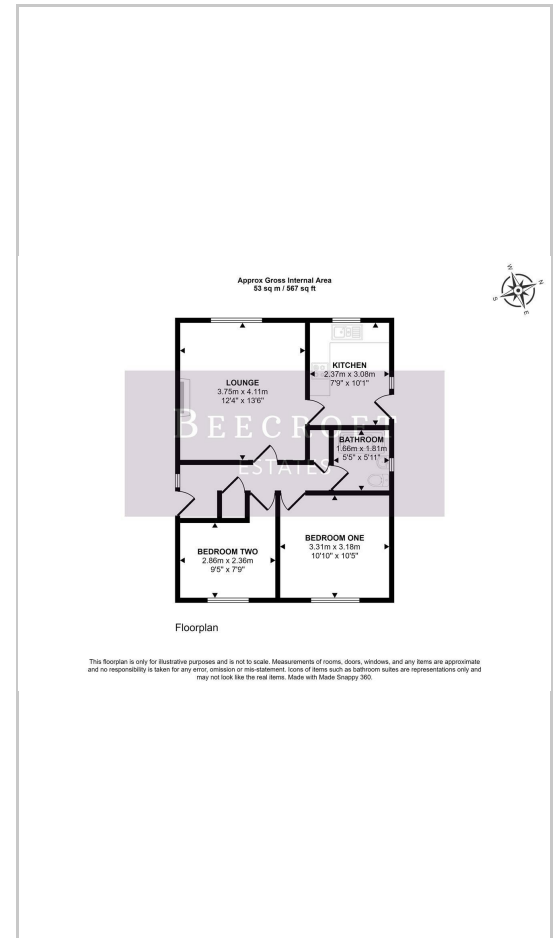 Approx Gross Internal Area
53 sq m / 567 sq ft
W
N
S
E
KITCHEN
2.37m x 3.08m
7'9" x 10'1"
LOUNGE
3.75m x 4.11m
12'4" x 13'6"
BEECROFT
ESTATES
BATHROOM
1.66m x 1.81m
5'5" x 5'11"
BEDROOM ONE
3.31m x 3.18m
10'10" x 10'5"
BEDROOM TWO
2.86m x 2.36m
9'5" x 7'9"
Floorplan
This floorplan is only for illustrative purposes and is not to scale. Measurements of rooms, doors, windows, and any items are approximate
and no responsibility is taken for any error, omission or mis-statement. Icons of items such as bathroom suites are representations only and
may not look like the real items. Made with Made Snappy 360.